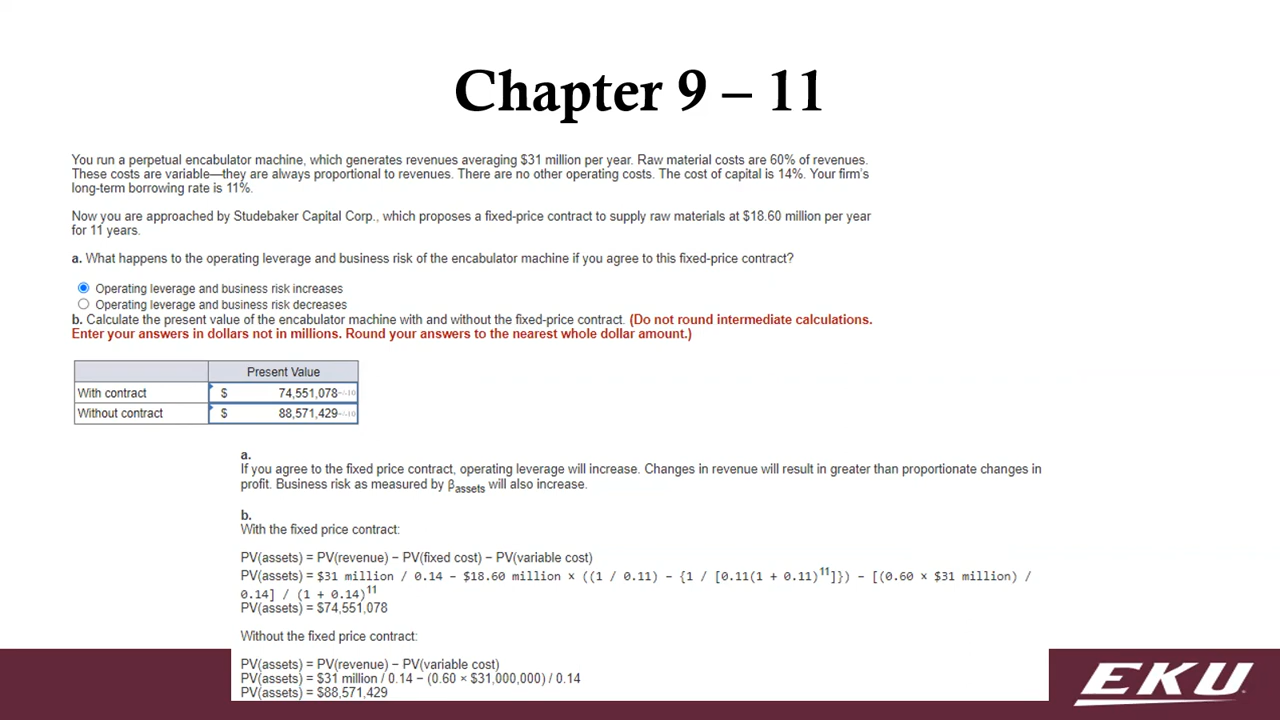 Chapter 9 – 11
You run a perpetual encabulator machine, which generates revenues averaging $31 million per year. Raw material costs are 60% of revenues.
These costs are variable—they are always proportional to revenues. There are no other operating costs. The cost of capital is 14%. Your firm's
long-term borrowing rate is 11%.
Now you are approached by Studebaker Capital Corp., which proposes a fixed-price contract to supply raw materials at $18.60 million per year
for 11 years.
a. What happens to the operating leverage and business risk of the encabulator machine if you agree to this fixed-price contract?
Operating leverage and business risk increases
Operating leverage and business risk decreases
b. Calculate the present value of the encabulator machine with and without the fixed-price contract. (Do not round intermediate calculations.
Enter your answers in dollars not in millions. Round your answers to the nearest whole dollar amount.)
Present Value
With contract $ 74,551,078 +/-10
Without contract $ 88,571,429 +/-10
a.
If you agree to the fixed price contract, operating leverage will increase. Changes in revenue will result in greater than proportionate changes in
profit. Business risk as measured by βassets will also increase.
b.
With the fixed price contract:
PV(assets) = PV(revenue) − PV(fixed cost) − PV(variable cost)
PV(assets) = $31 million / 0.14 − $18.60 million × ((1 / 0.11) − {1 / [0.11(1 + 0.11)^11]}) − [(0.60 × $31 million) /
0.14] / (1 + 0.14)^11
PV(assets) = $74,551,078
Without the fixed price contract:
PV(assets) = PV(revenue) − PV(variable cost)
PV(assets) = $31 million / 0.14 − (0.60 × $31,000,000) / 0.14
PV(assets) = $88,571,429
EKU